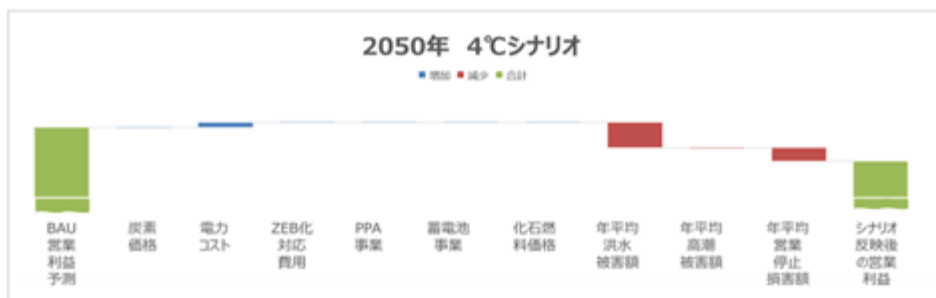 2050年 4℃シナリオ
増加 減少 合計
BAU
営業
利益
予測
炭素
価格
電力
コスト
ZEB化
対応
費用
PPA
事業
蓄電池
事業
化石燃
料価格
年平均
洪水
被害額
年平均
高潮
被害額
年平均
営業
停止
損害額
シナリオ
反映後
の営業
利益